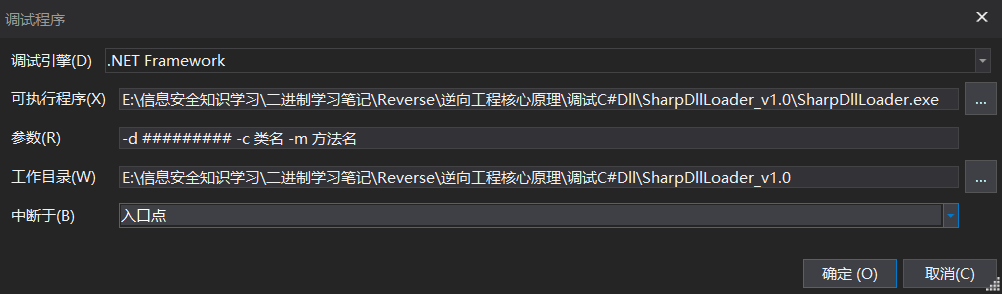 调试程序
调试引擎(D) .NET Framework
可执行程序(X) E:\信息安全知识学习\二进制学习笔记\Reverse\逆向工程核心原理\调试C#Dll\SharpDllLoader_v1.0\SharpDllLoader.exe ...
参数(R) -d ######### -c 类名 -m 方法名
工作目录(W) E:\信息安全知识学习\二进制学习笔记\Reverse\逆向工程核心原理\调试C#Dll\SharpDllLoader_v1.0 ...
中断于(B) 入口点
确定 (O) 取消(C)